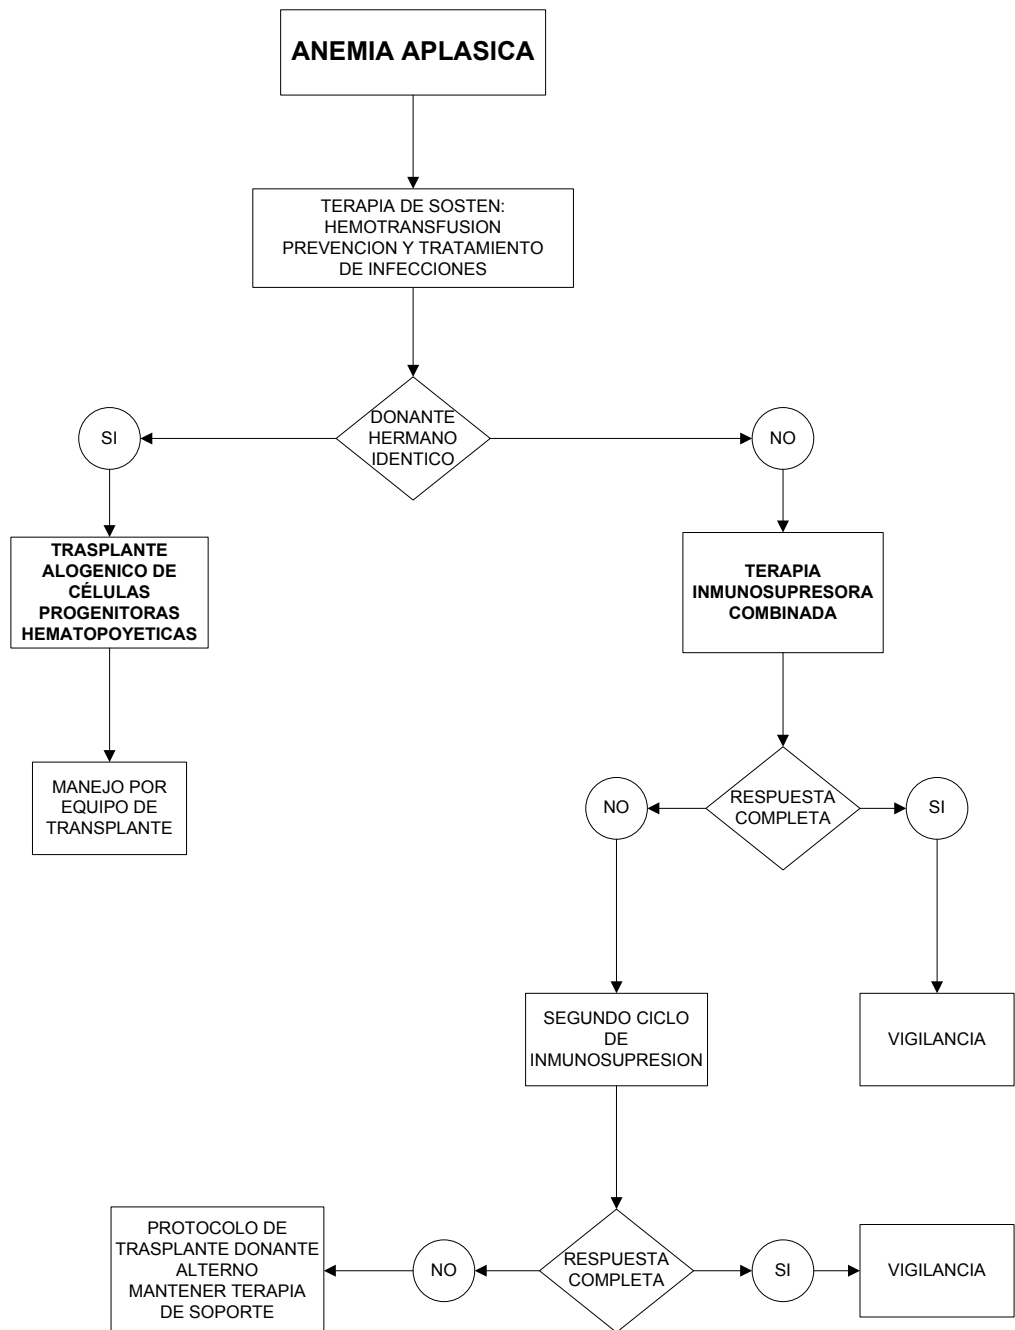 ANEMIA APLASICA
TERAPIA DE SOSTEN:
HEMOTRANSFUSION
PREVENCION Y TRATAMIENTO
DE INFECCIONES
DONANTE
HERMANO
IDENTICO
SI
NO
TRASPLANTE
ALOGENICO DE
CÉLULAS
PROGENITORAS
HEMATOPOYETICAS
TERAPIA
INMUNOSUPRESORA
COMBINADA
MANEJO POR
EQUIPO DE
TRANSPLANTE
RESPUESTA
COMPLETA
NO
SI
SEGUNDO CICLO
DE
INMUNOSUPRESION
VIGILANCIA
PROTOCOLO DE
TRASPLANTE DONANTE
ALTERNO
MANTENER TERAPIA
DE SOPORTE
NO
RESPUESTA
COMPLETA
SI
VIGILANCIA